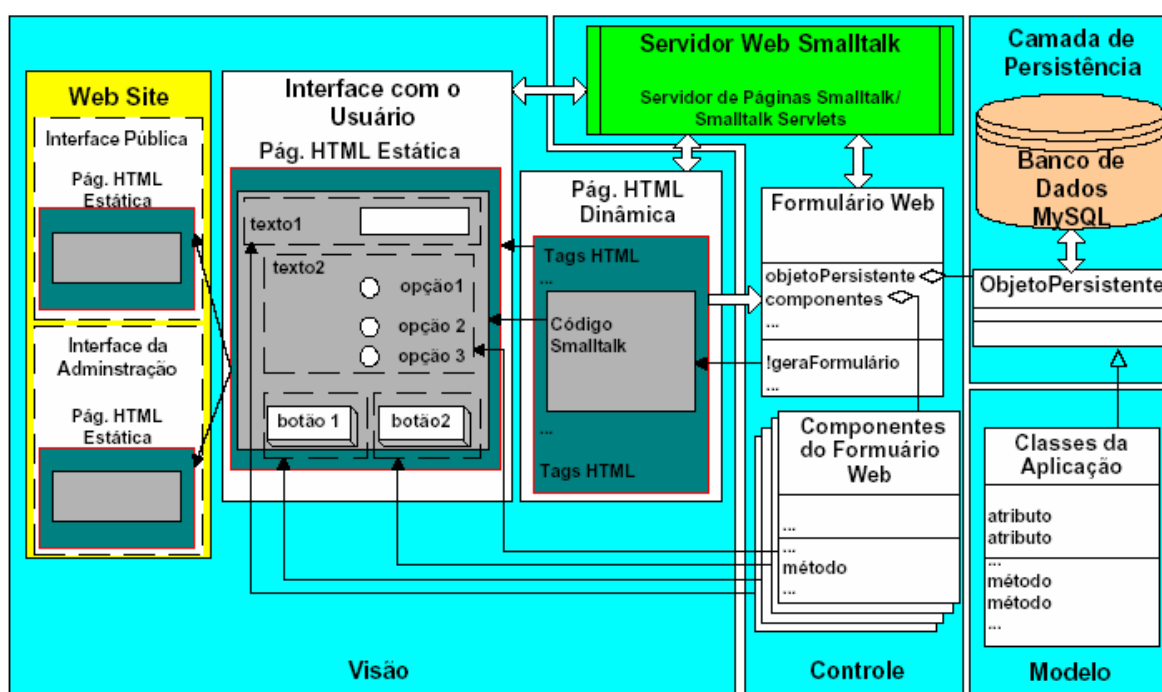 Web Site
Interface Pública
Pág. HTML
Estática
Interface da
Adminstração
Pág. HTML
Estática
Interface com o
Usuário
Pág. HTML Estática
texto1
texto2
opção1
opção 2
opção 3
botão 1
botão2
Visão
Servidor Web Smalltalk
Servidor de Páginas Smalltalk/
Smalltalk Servlets
Pág. HTML
Dinâmica
Tags HTML
...
Código
Smalltalk
...
Tags HTML
Formulário Web
objetoPersistente
componentes
...
!geraFormulário
...
Componentes
do Formuário
Web
...
...
método
...
Controle
Camada de
Persistência
Banco de
Dados
MySQL
ObjetoPersistente
Classes da
Aplicação
atributo
atributo
...
método
método
...
Modelo